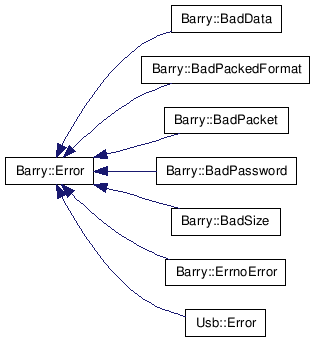 Barry::BadData
Barry::BadPackedFormat
Barry::BadPacket
Barry::Error
Barry::BadPassword
Barry::BadSize
Barry::ErrnoError
Usb::Error